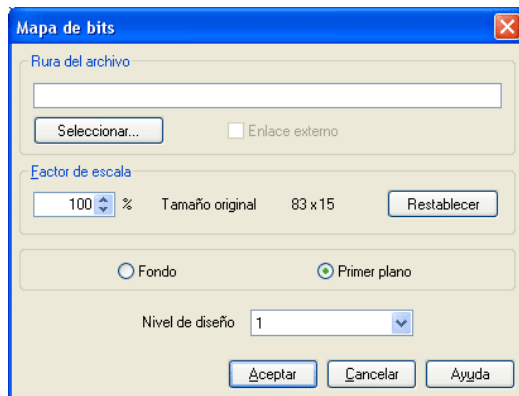 Mapa de bits
Rura del archivo
Seleccionar... Enlace externo
Factor de escala
100 % Tamaño original 83 x 15 Restablecer
Fondo Primer plano
Nivel de diseño 1
Aceptar Cancelar Ayuda